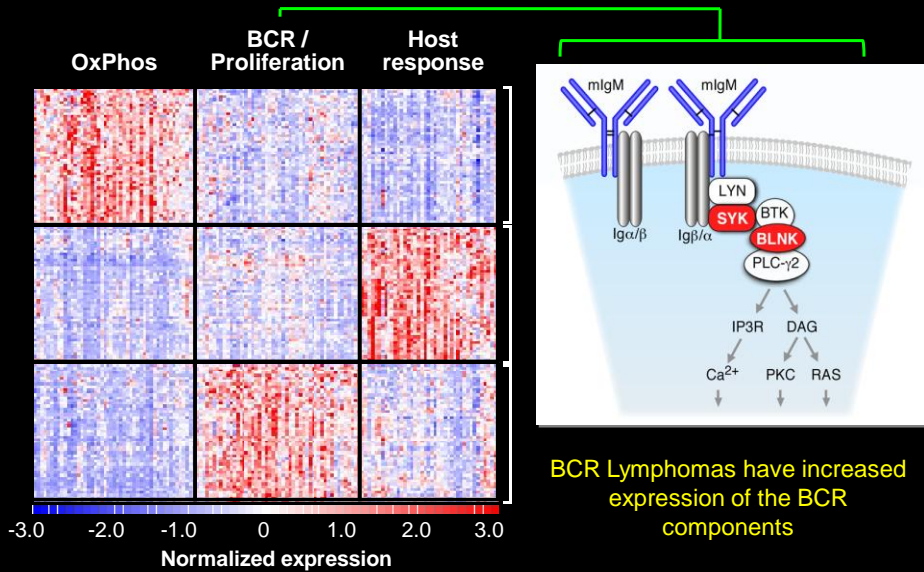 OxPhos
BCR /
Proliferation
Host
response
-3.0 -2.0 -1.0 0 1.0 2.0 3.0
Normalized expression
mIgM mIgM
LYN
SYK
BTK
Igα/β Igβ/α
BLNK
PLC-γ2
IP3R DAG
Ca2+ PKC RAS
BCR Lymphomas have increased
expression of the BCR
components